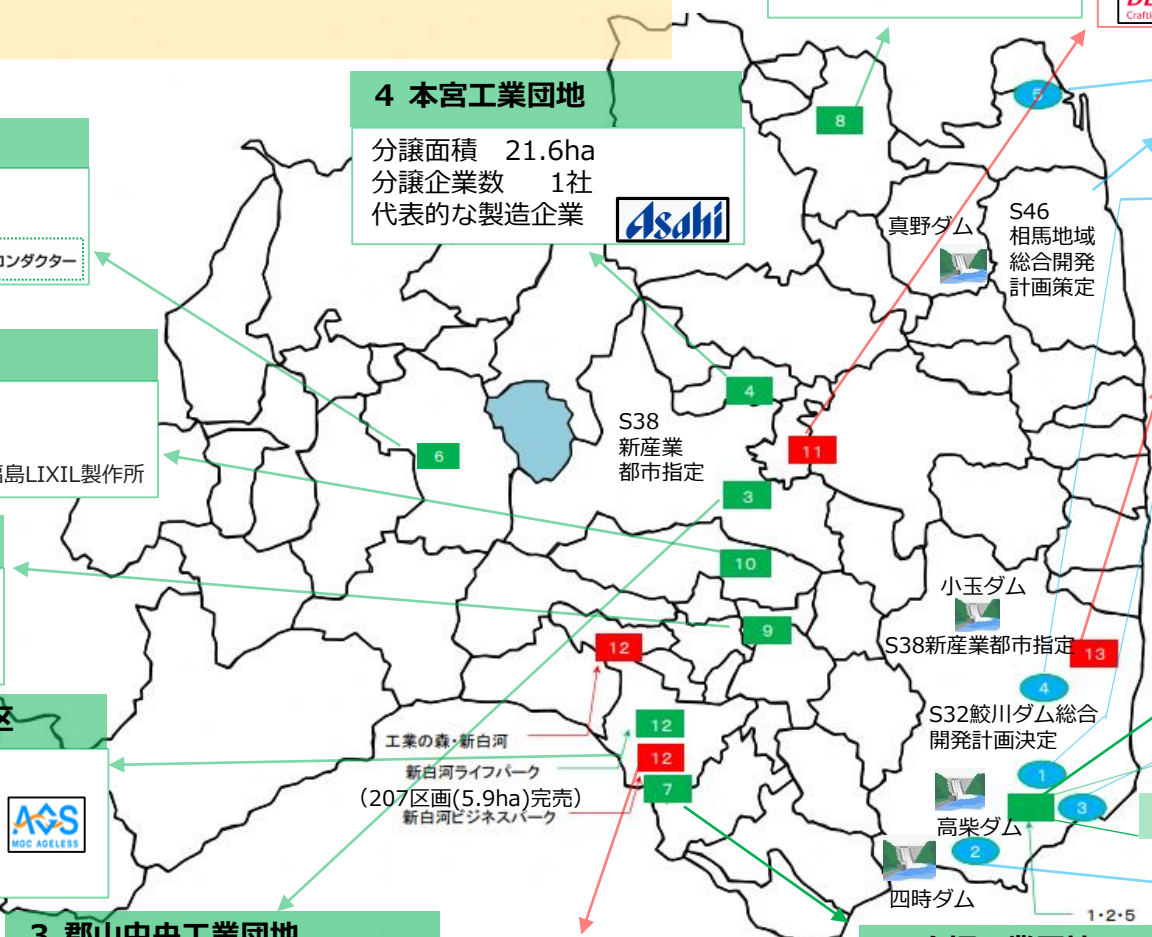 Crafti
4 本宮工業団地
分譲面積 21.6ha
分譲企業数 1社
代表的な製造企業
Asahi
8
5
真野ダム
S46
相馬地域
総合開発
計画策定
コンダクター
4
S38
新産業
都市指定
11
6
島LIXIL製作所
3
10
小玉ダム
9
S38新産業都市指定
13
12
4
S32鮫川ダム総合
開発計画決定
12
工業の森・新白河
新白河ライフパーク
(207区画(5.9ha)完売)
新白河ビジネスパーク
12
7
1
3
高柴ダム
2
四時ダム
AGS
MGC AGELESS
1・2・5
3 郡山中央工業団地